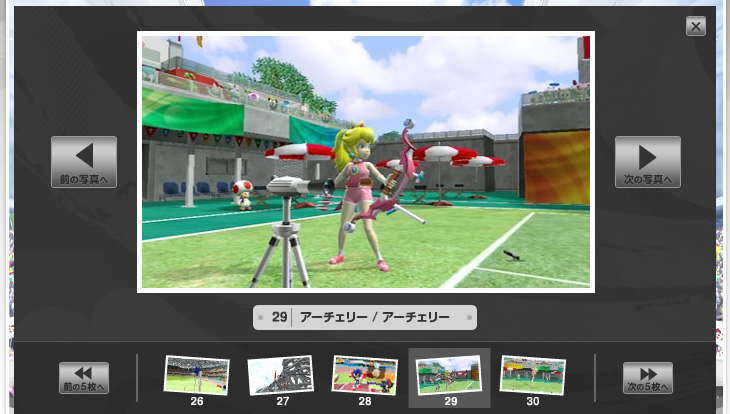 前の写真へ
次の写真へ
29 アーチェリー / アーチェリー
前の5枚へ
26
27
28
29
30
次の5枚へ